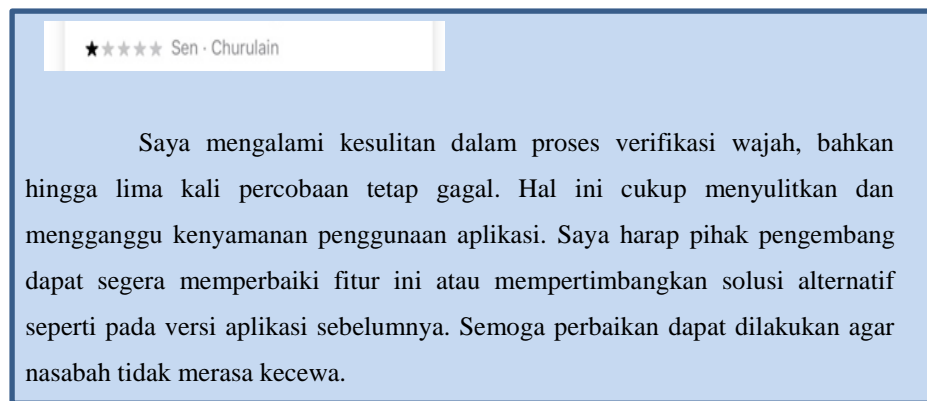 ★★★★★ Sen · Churulain
Saya mengalami kesulitan dalam proses verifikasi wajah, bahkan
hingga lima kali percobaan tetap gagal. Hal ini cukup menyulitkan dan
mengganggu kenyamanan penggunaan aplikasi. Saya harap pihak pengembang
dapat segera memperbaiki fitur ini atau mempertimbangkan solusi alternatif
seperti pada versi aplikasi sebelumnya. Semoga perbaikan dapat dilakukan agar
nasabah tidak merasa kecewa.